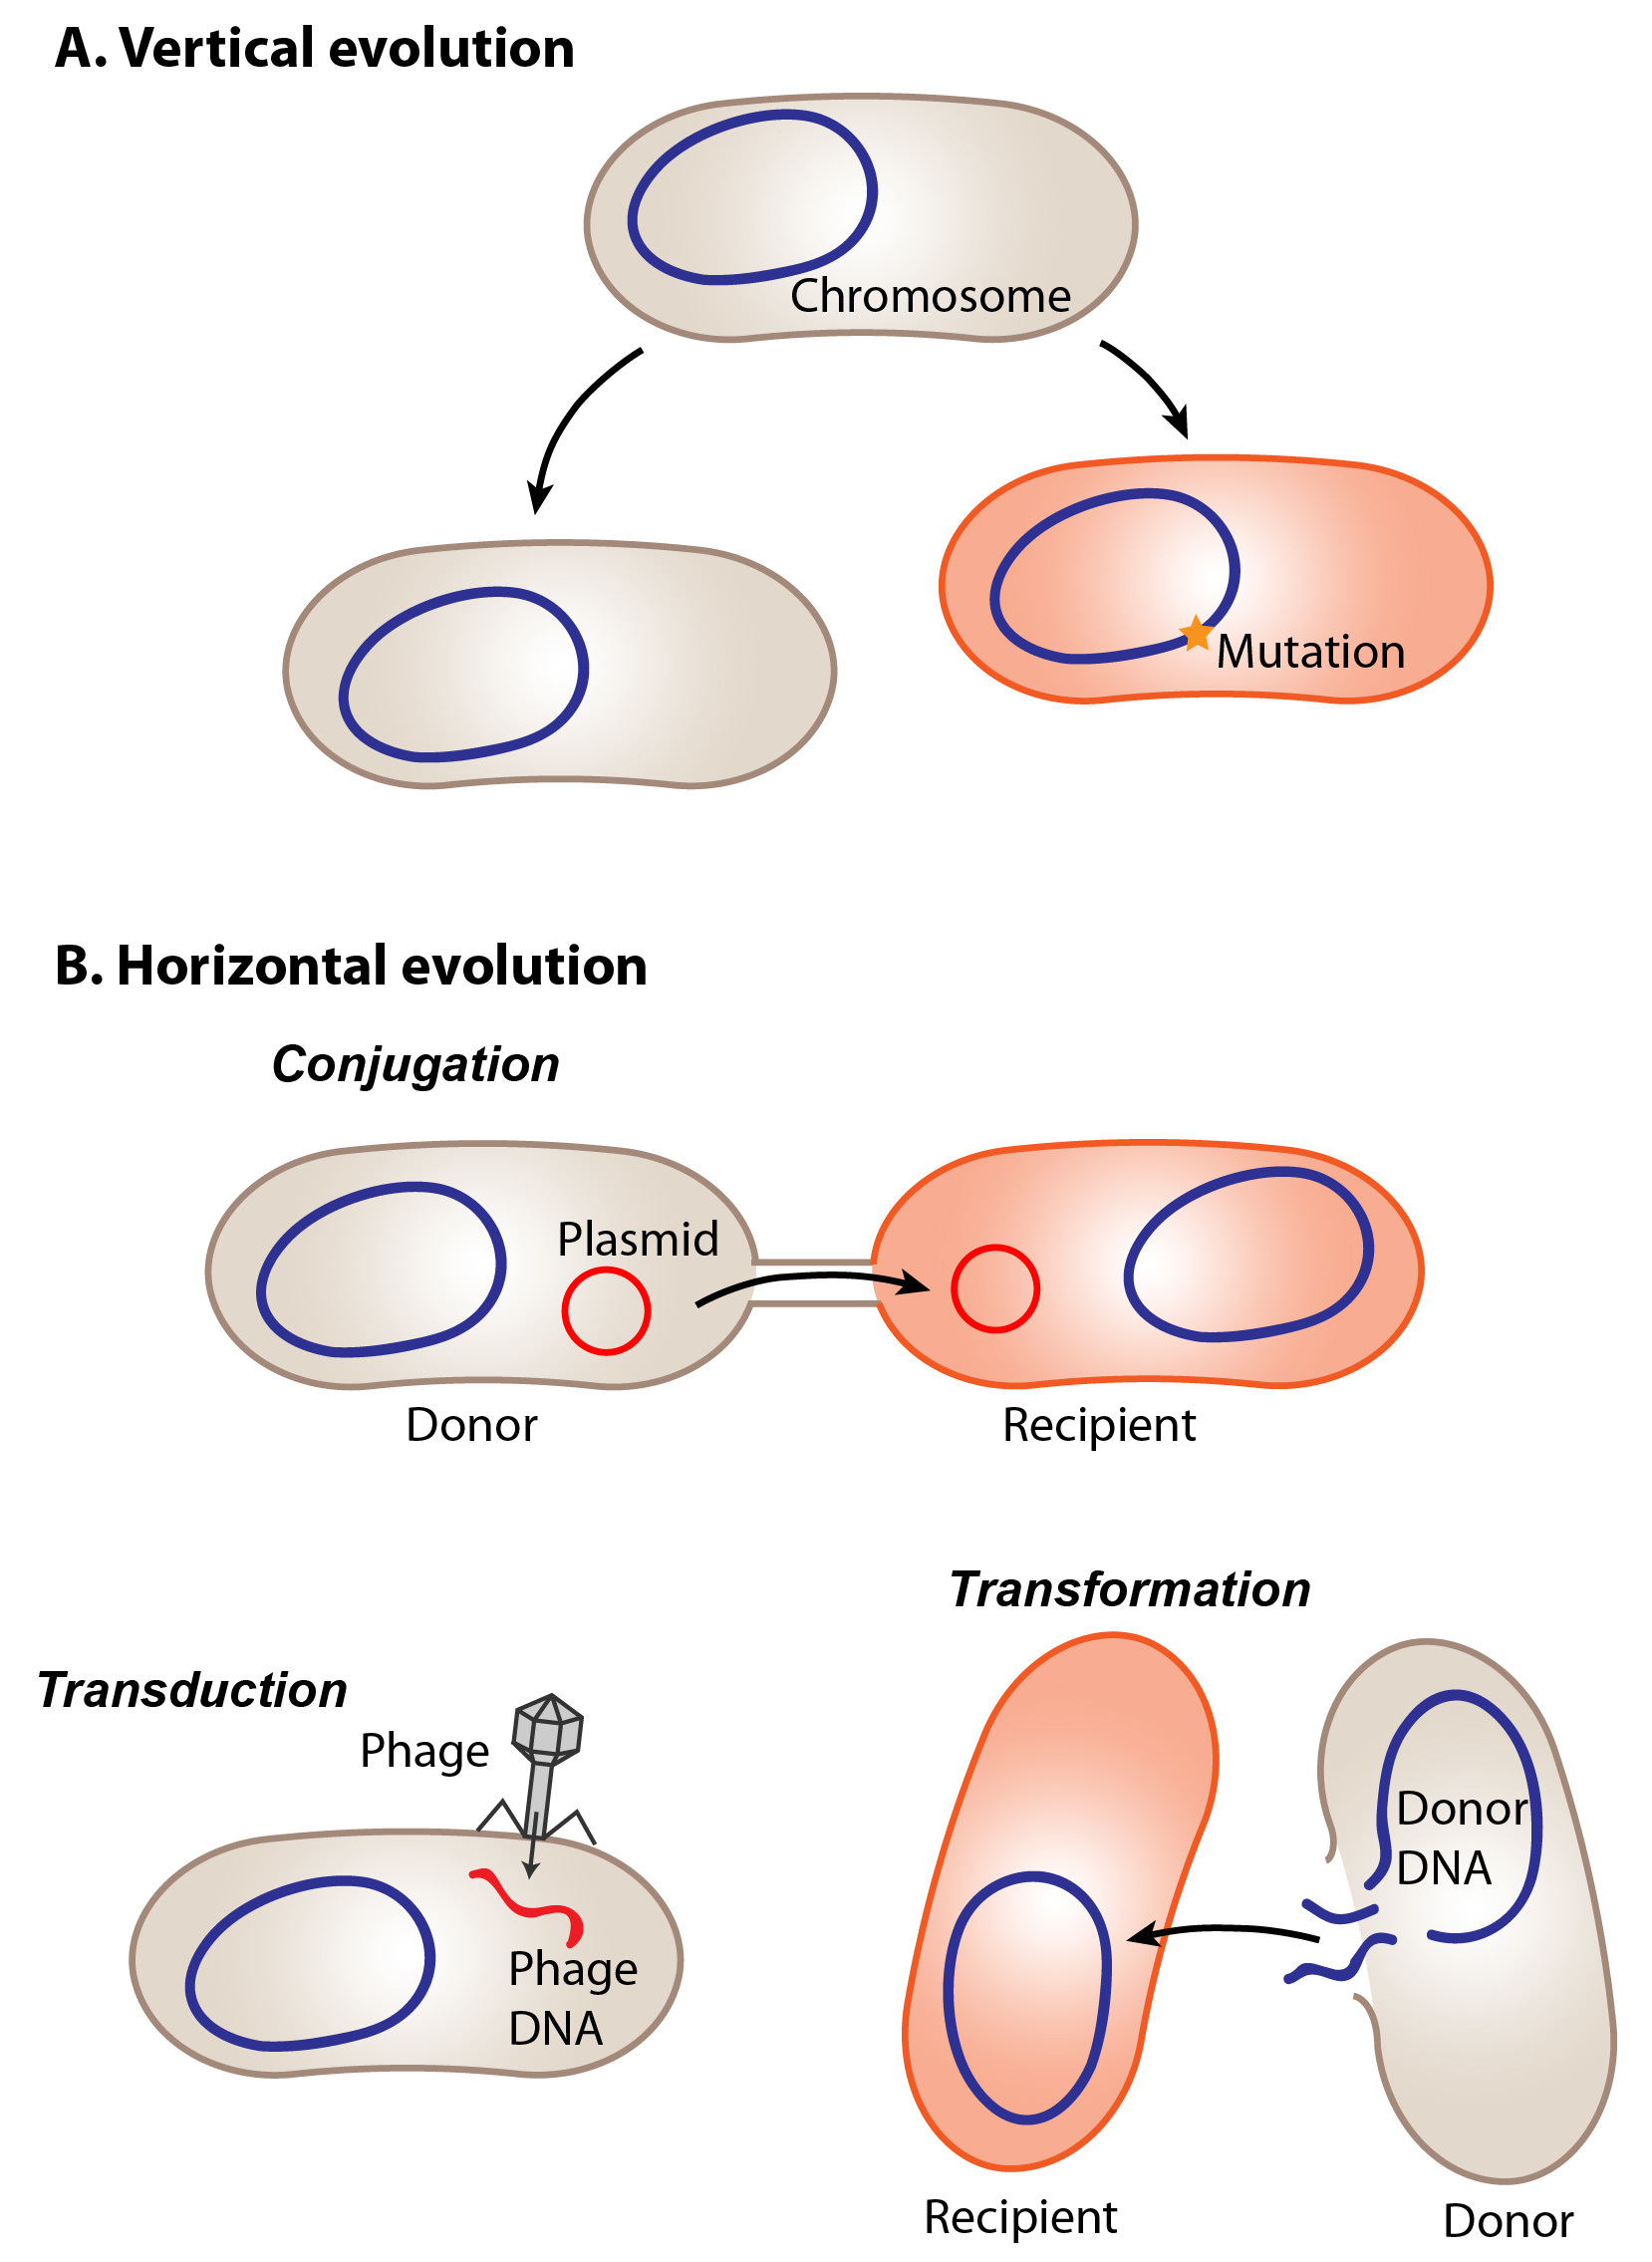 A. Vertical evolution
Chromosome
Mutation
B. Horizontal evolution
Conjugation
Plasmid
Donor
Recipient
Transformation
Transduction
Phage
Donor
DNA
Phage
DNA
Recipient
Donor